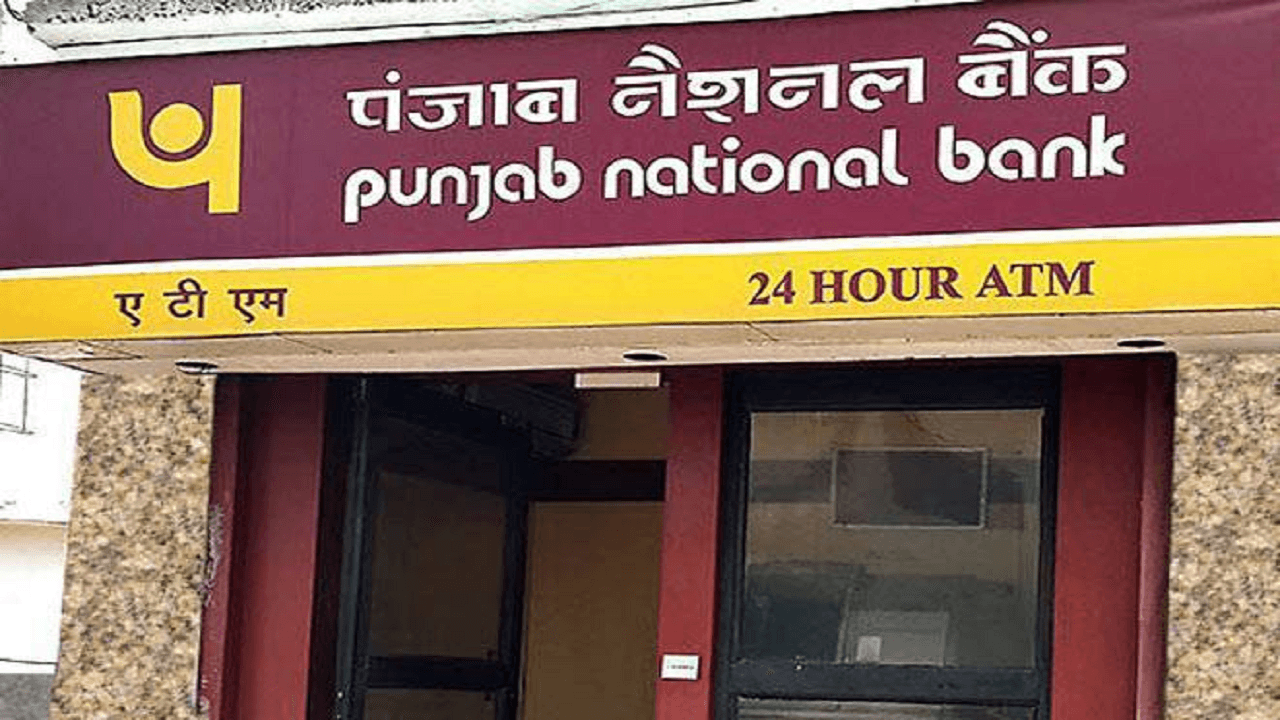 पंजाब नैशनल बैंक
punjab national bank
ए टी एम
24 HOUR ATM